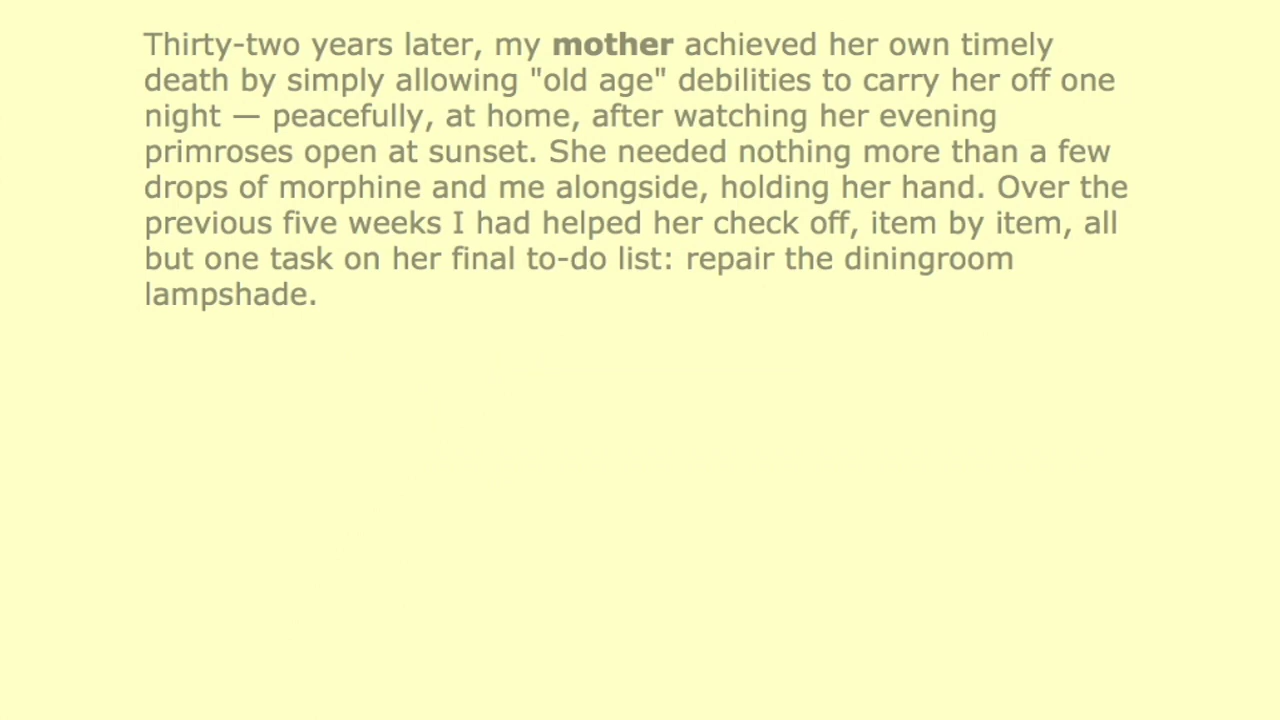 Thirty-two years later, my mother achieved her own timely
death by simply allowing "old age" debilities to carry her off one
night — peacefully, at home, after watching her evening
primroses open at sunset. She needed nothing more than a few
drops of morphine and me alongside, holding her hand. Over the
previous five weeks I had helped her check off, item by item, all
but one task on her final to-do list: repair the diningroom
lampshade.